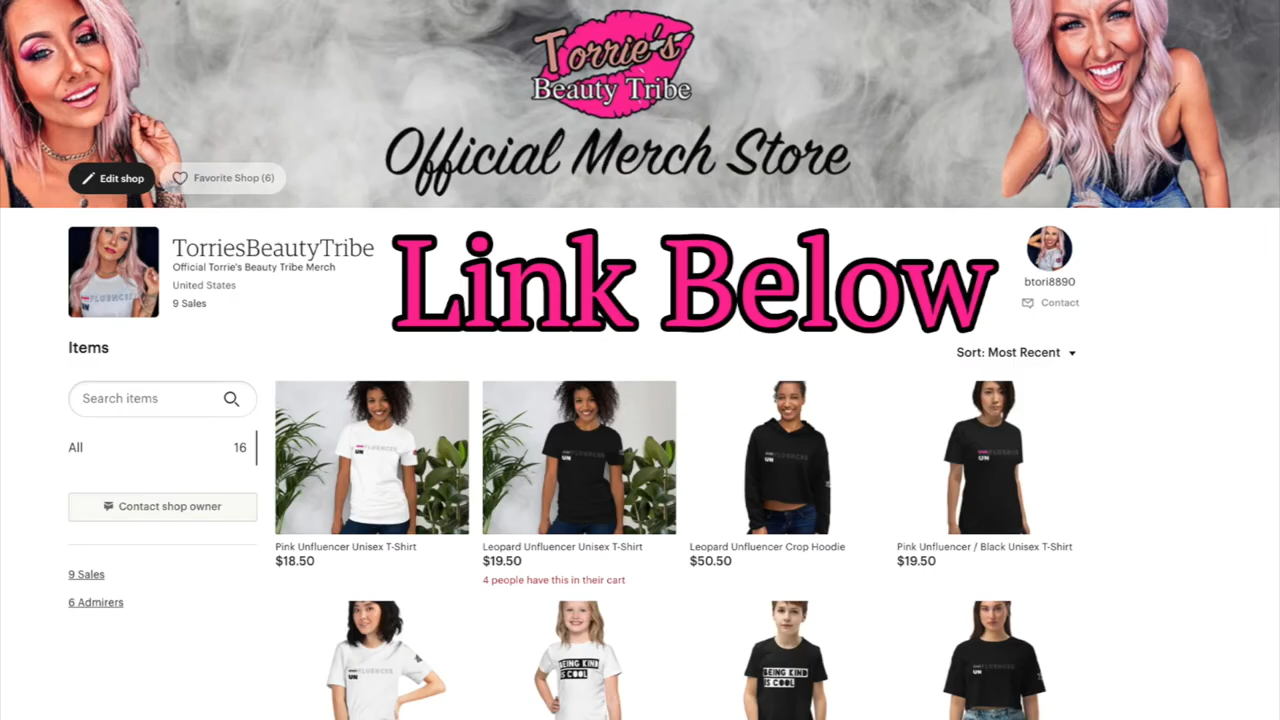 Torrie's
Beauty Tribe
Official Merch Store
Edit shop
Favorite Shop (6)
TorriesBeautyTribe
Official Torrie's Beauty Tribe Merch
United States
9 Sales
Link Below
btori8890
Contact
Items
Sort: Most Recent
Search items
All 16
Contact shop owner
9 Sales
6 Admirers
Pink Unfluencer Unisex T-Shirt
$18.50
Leopard Unfluencer Unisex T-Shirt
$19.50
4 people have this in their cart
Leopard Unfluencer Crop Hoodie
$50.50
Pink Unfluencer / Black Unisex T-Shirt
$19.50
BEING KIND
IS COOL
BEING KIND
IS COOL